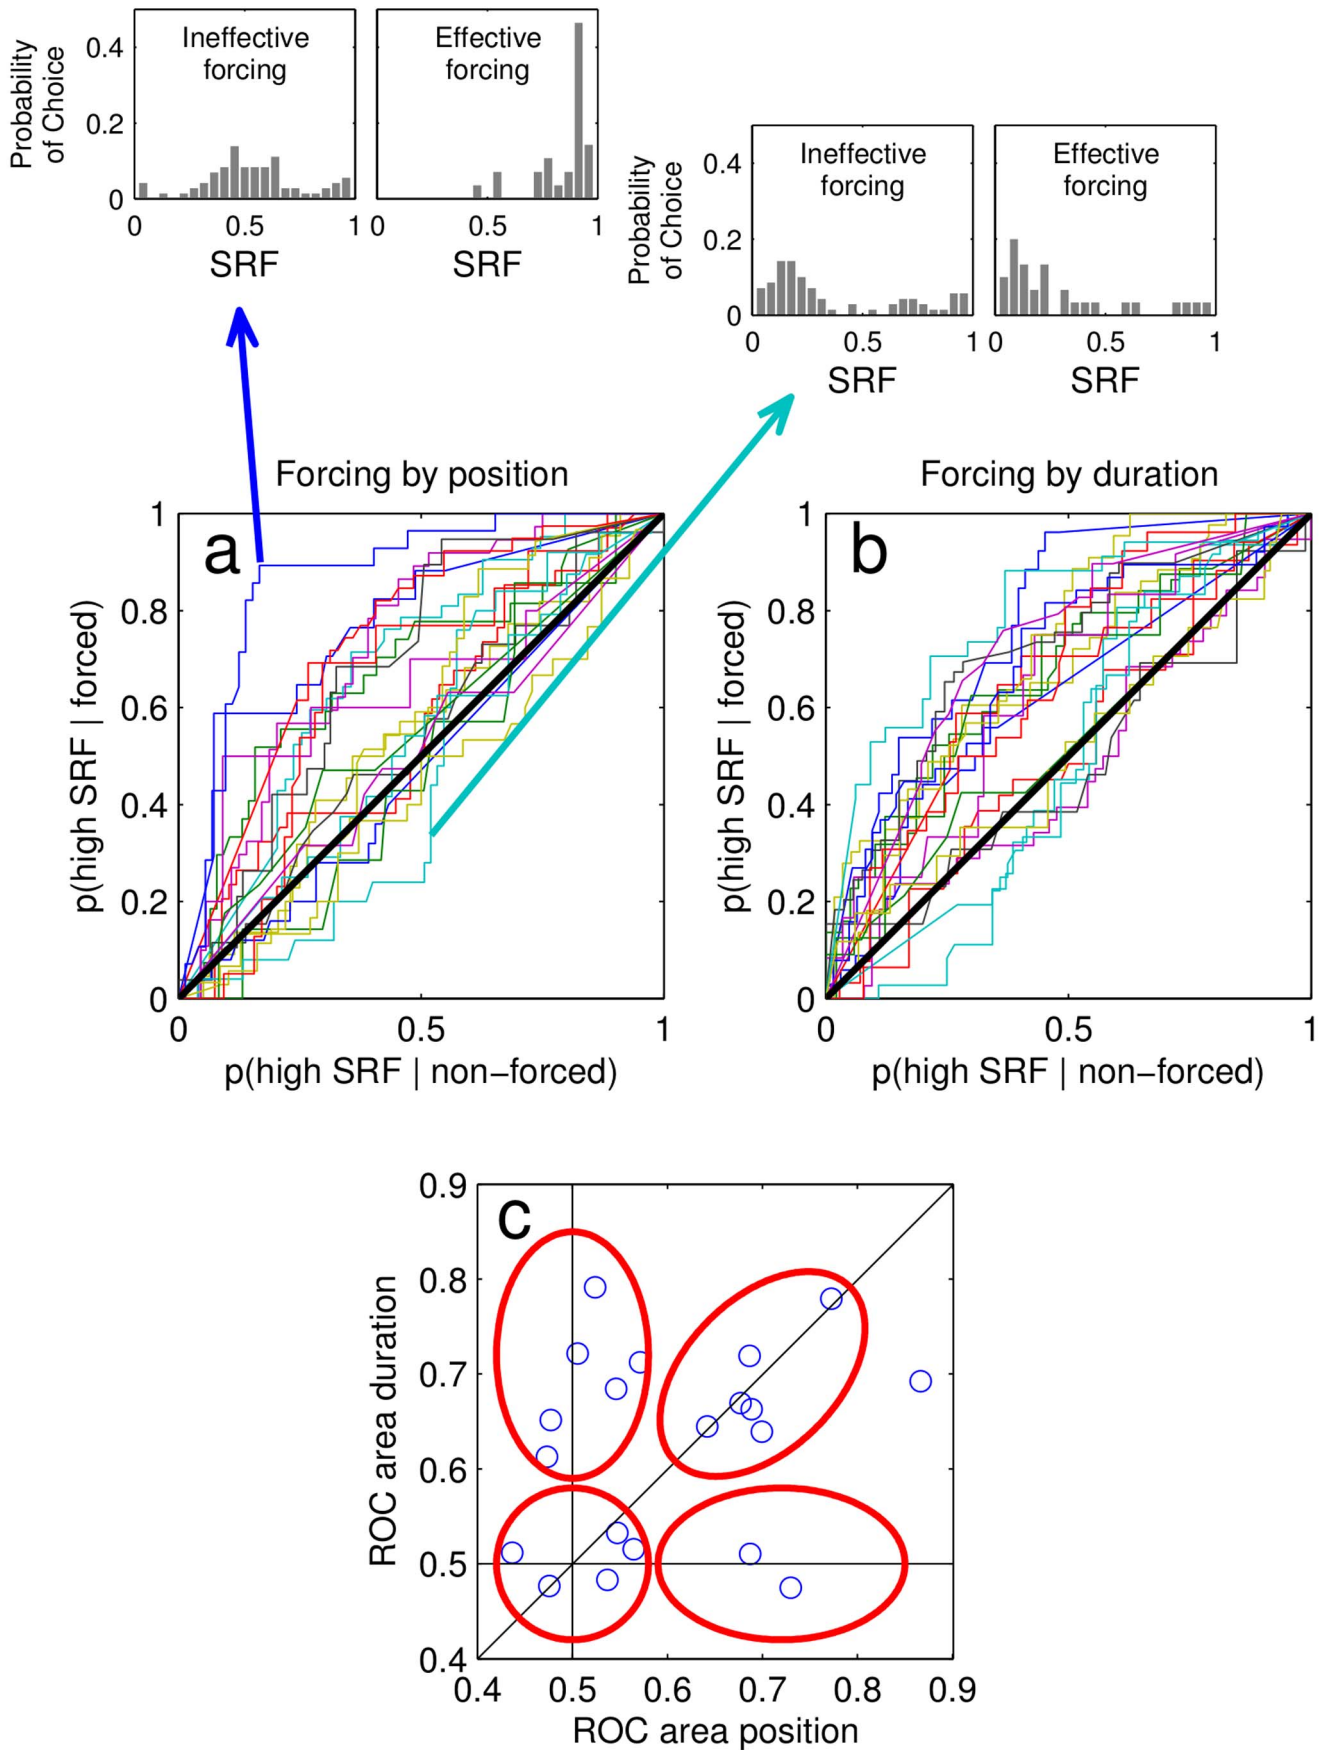 Probability
of Choice
0.4
0.2
0
Ineffective
forcing
0
0.5
1
SRF
Effective
forcing
0
0.5
1
SRF
Probability
of Choice
0.4
0.2
0
Ineffective
forcing
0
0.5
1
SRF
Effective
forcing
0
0.5
1
SRF
Forcing by position
a
p(high SRF | forced)
1
0.8
0.6
0.4
0.2
0
0
0.5
1
p(high SRF | non−forced)
Forcing by duration
b
p(high SRF | forced)
1
0.8
0.6
0.4
0.2
0
0
0.5
1
p(high SRF | non−forced)
c
ROC area duration
0.9
0.8
0.7
0.6
0.5
0.4
0.4
0.5
0.6
0.7
0.8
0.9
ROC area position